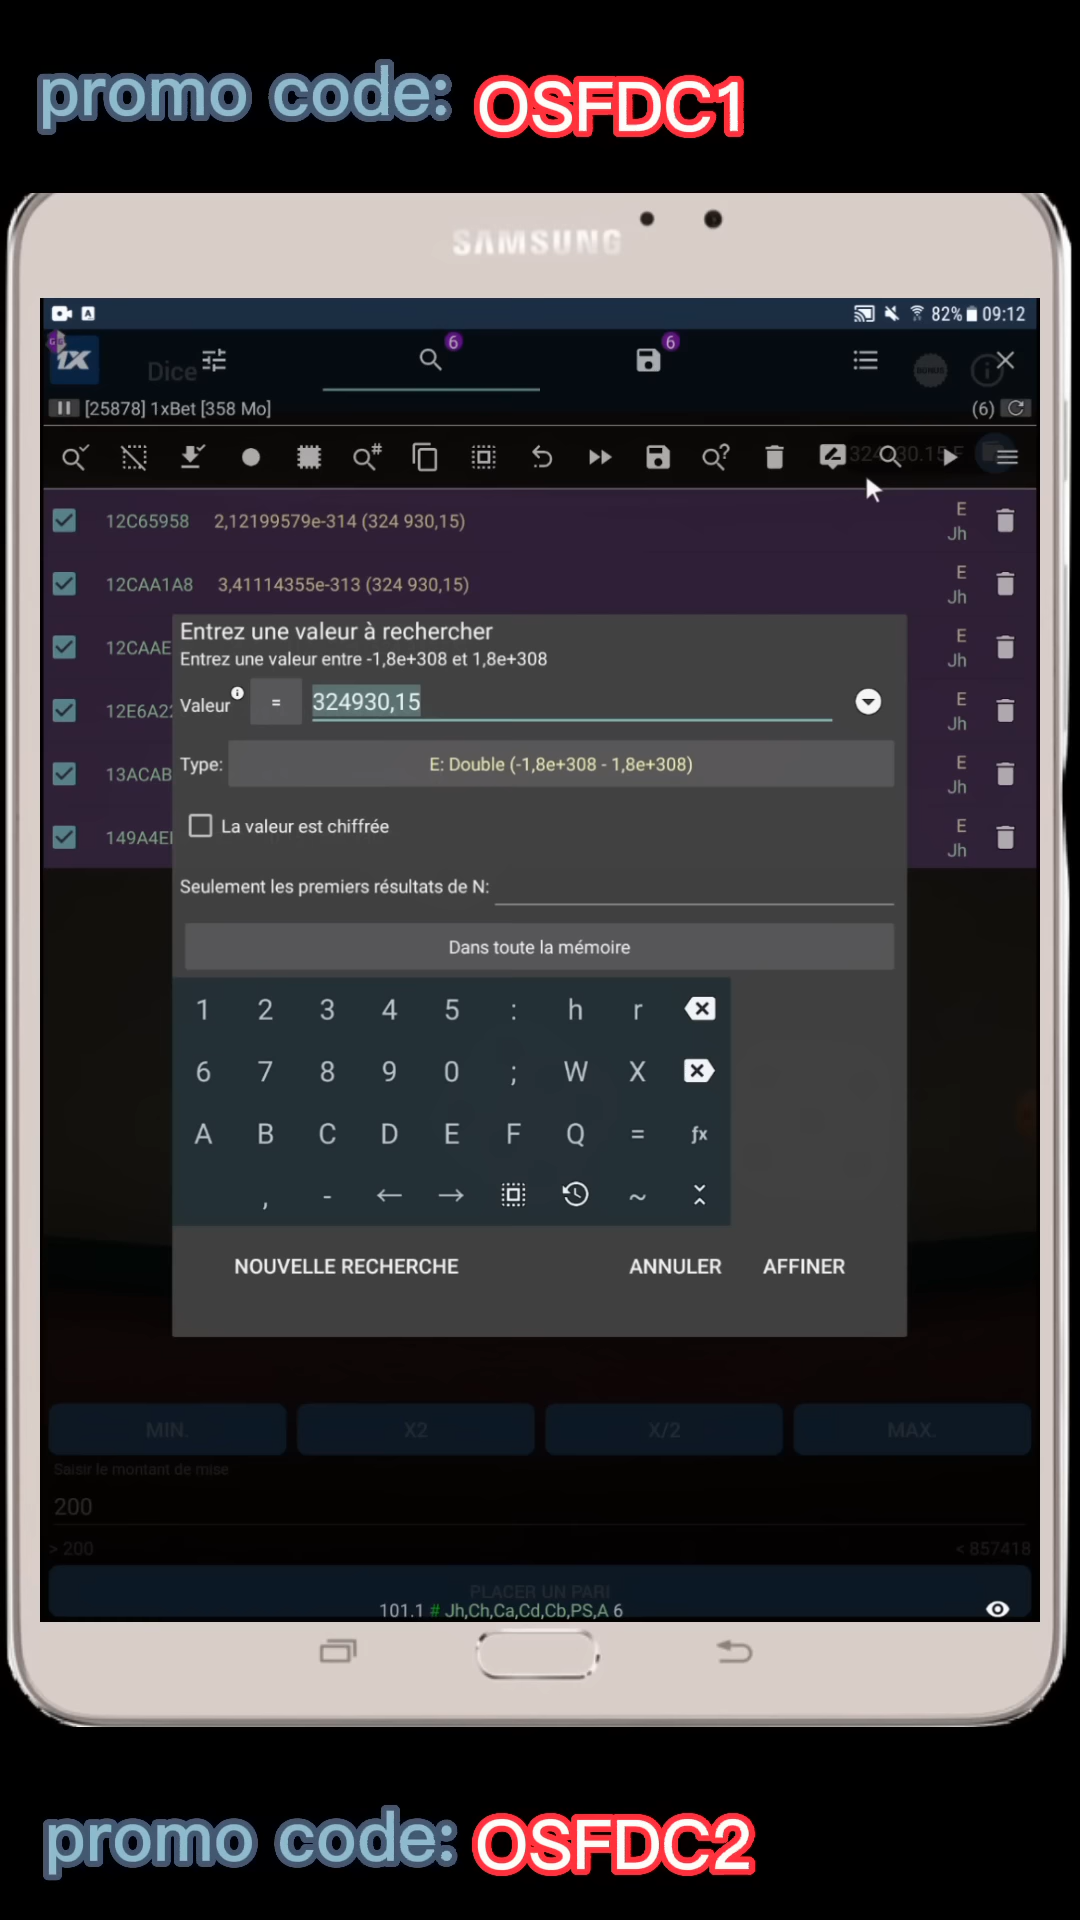 promo code: OSFDC1
SAMSUNG
82% 09:12
1X Dice 6 6 BONUS
[25878] 1xBet [358 Mo] (6)
324930.15 F
12C65958 2,12199579e-314 (324 930,15) E
Jh
12CAA1A8 3,41114355e-313 (324 930,15) E
Jh
12CAAE E
Jh
12E6A2 E
Jh
13ACAB E
Jh
149A4E E
Jh
Entrez une valeur à rechercher
Entrez une valeur entre -1,8e+308 et 1,8e+308
Valeur = 324930,15
Type: E: Double (-1,8e+308 - 1,8e+308)
La valeur est chiffrée
Seulement les premiers résultats de N:
Dans toute la mémoire
1 2 3 4 5 : h r
6 7 8 9 0 ; W X
A B C D E F Q = ƒx
, - ← → ~
NOUVELLE RECHERCHE ANNULER AFFINER
MIN. X2 X/2 MAX.
Saisir le montant de mise
200
> 200 < 857418
PLACER UN PARI
101.1 # Jh,Ch,Ca,Cd,Cb,PS,A 6
promo code: OSFDC2